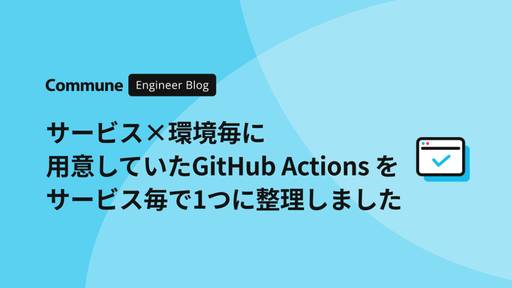 Commune Engineer Blog
サービス×環境毎に
用意していたGitHub Actions を
サービス毎で1つに整理しました